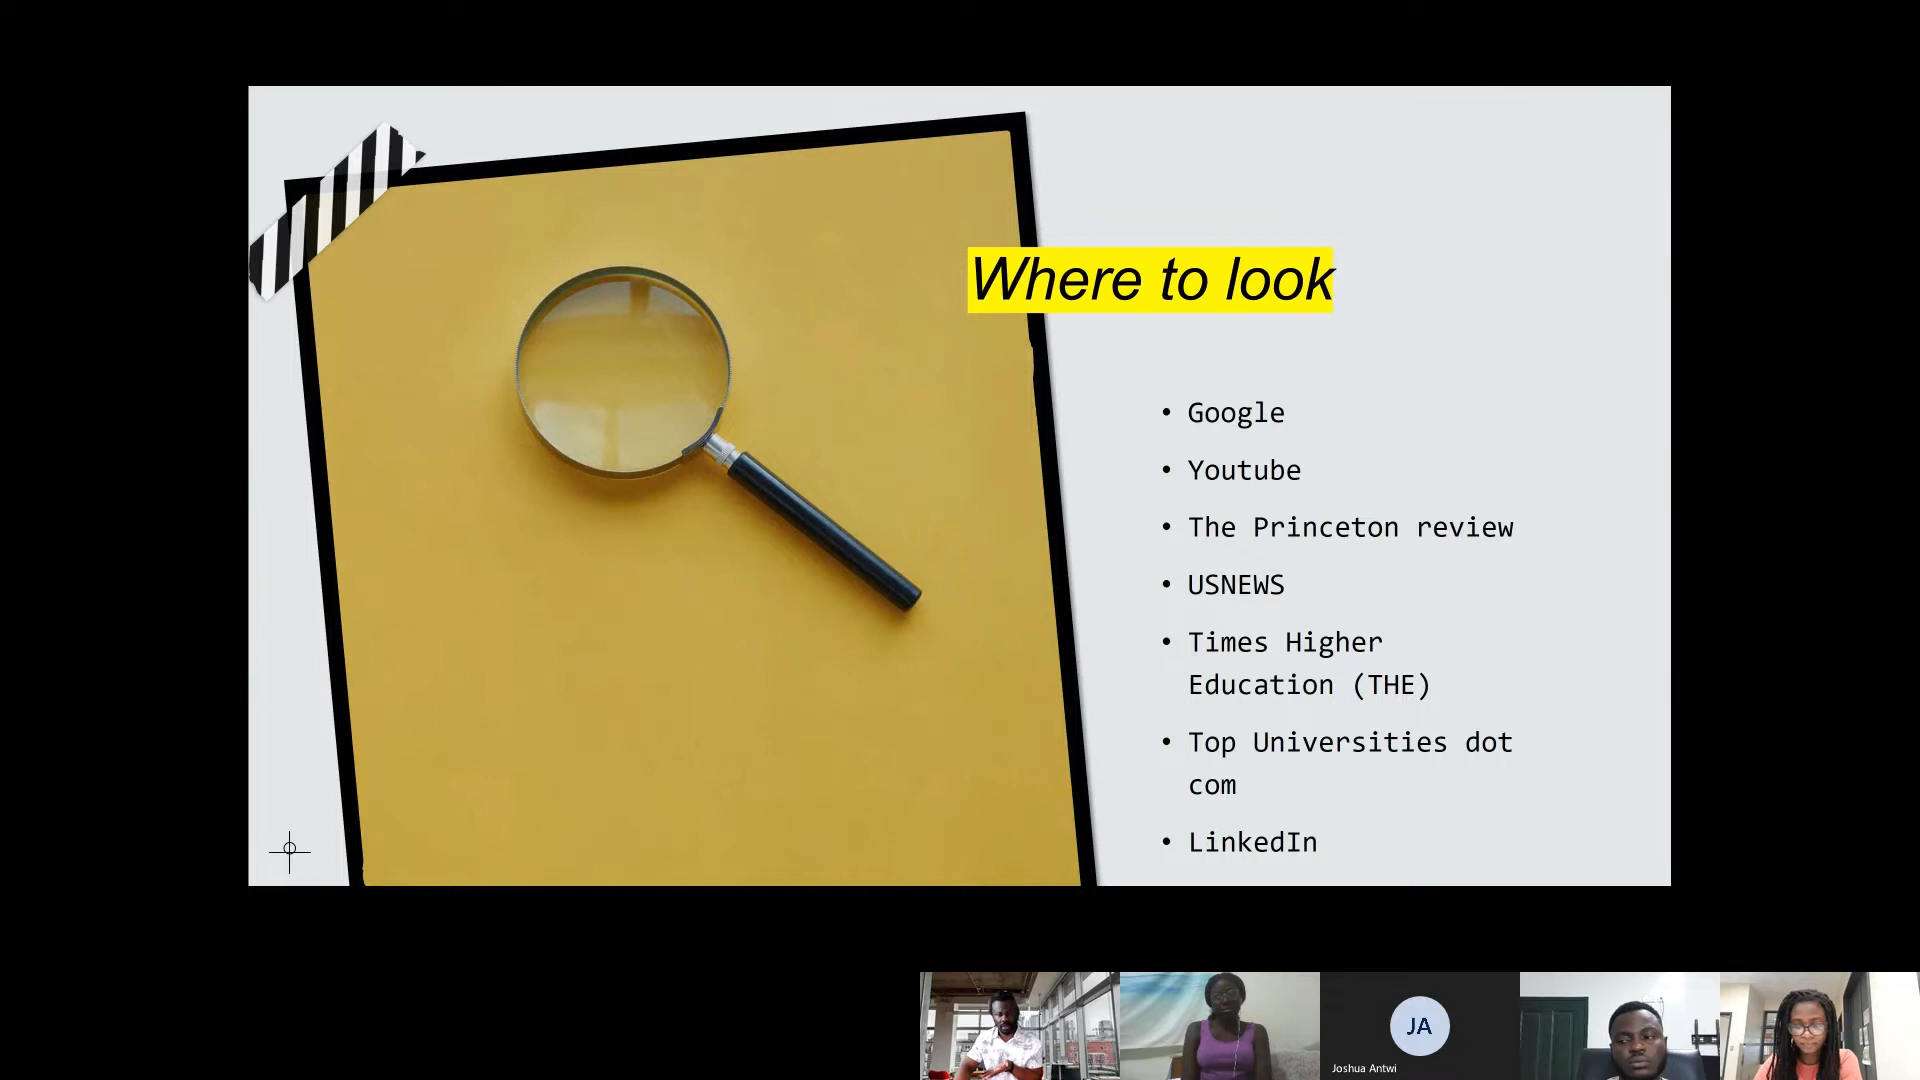 Where to look
• Google
• Youtube
• The Princeton review
• USNEWS
• Times Higher
Education (THE)
• Top Universities dot
com
• LinkedIn
JA
Joshua Antwi